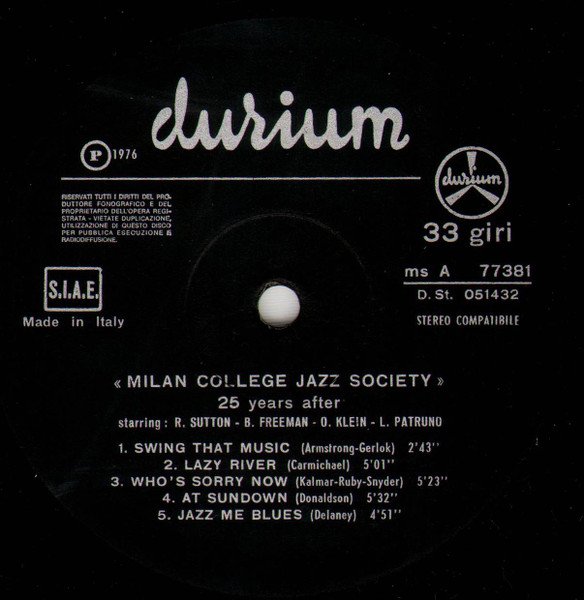 durium
P 1976
RISERVATI TUTTI I DIRITTI DEL PRO-
DUTTORE FONOGRAFICO E DEL
PROPRIETARIO DELL'OPERA REGI-
STRATA - VIETATE DUPLICAZIONE,
UTILIZZAZIONE DI QUESTO DISCO
PER PUBBLICA ESECUZIONE E
RADIODIFFUSIONE.
durium
33 giri
ms A 77381
D. St. 051432
STEREO COMPATIBILE
S.I.A.E.
Made in Italy
« MILAN COLLEGE JAZZ SOCIETY »
25 years after
starring : R. SUTTON - B. FREEMAN - O. KLEIN - L. PATRUNO
1. SWING THAT MUSIC (Armstrong-Gerlok) 2'43''
2. LAZY RIVER (Carmichael) 5'01''
3. WHO'S SORRY NOW (Kalmar-Ruby-Snyder) 5'23''
4. AT SUNDOWN (Donaldson) 5'32''
5. JAZZ ME BLUES (Delaney) 4'51''